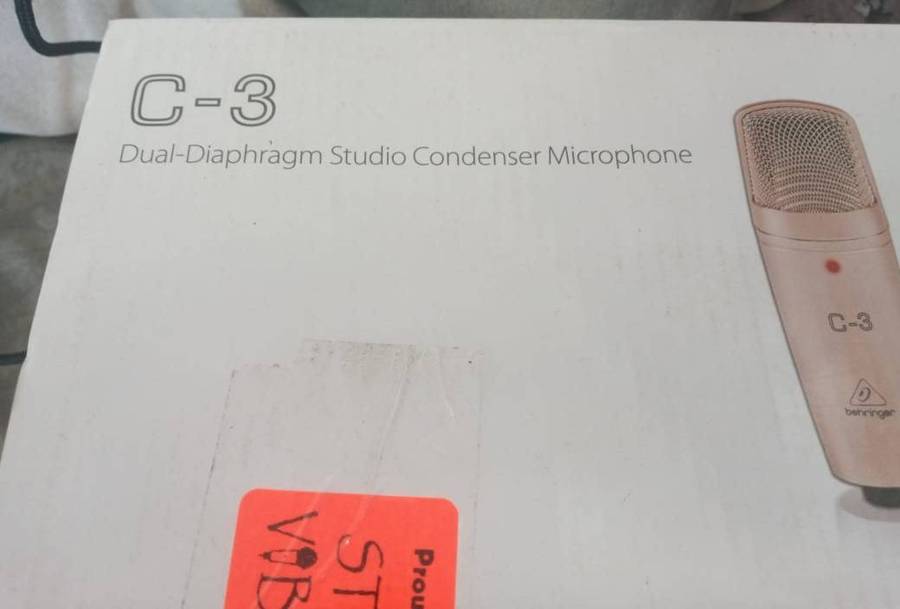 C-3
Dual-Diaphragm Studio Condenser Microphone
C-3
behringer